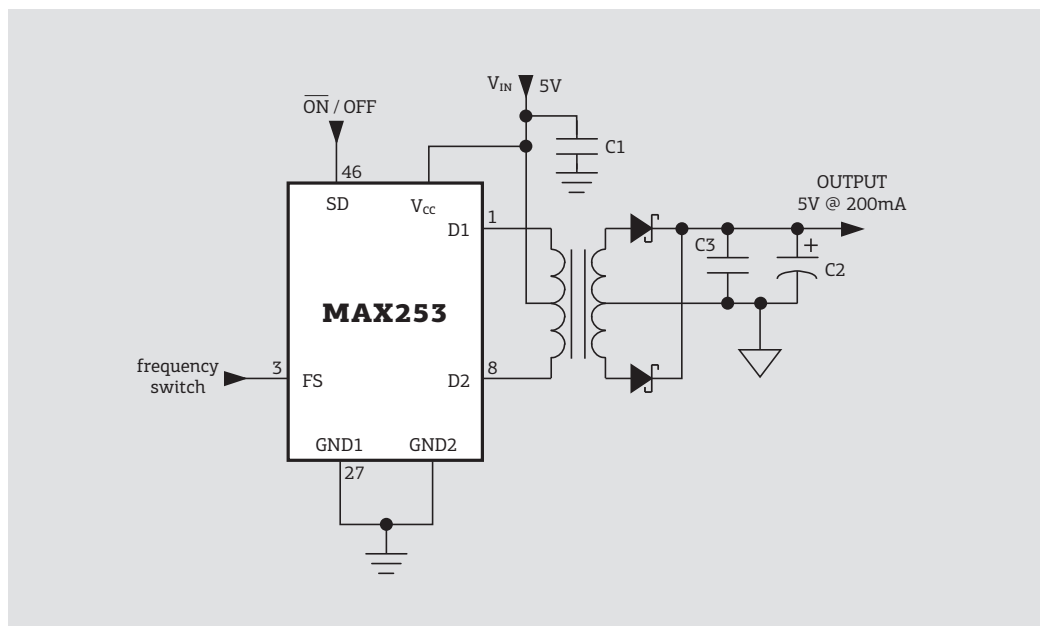 V_IN 5V
ON / OFF
C1
46
SD
V_CC
OUTPUT
5V @ 200mA
D1
1
C3
+
C2
MAX253
frequency
switch
3
FS
D2
8
GND1
GND2
27